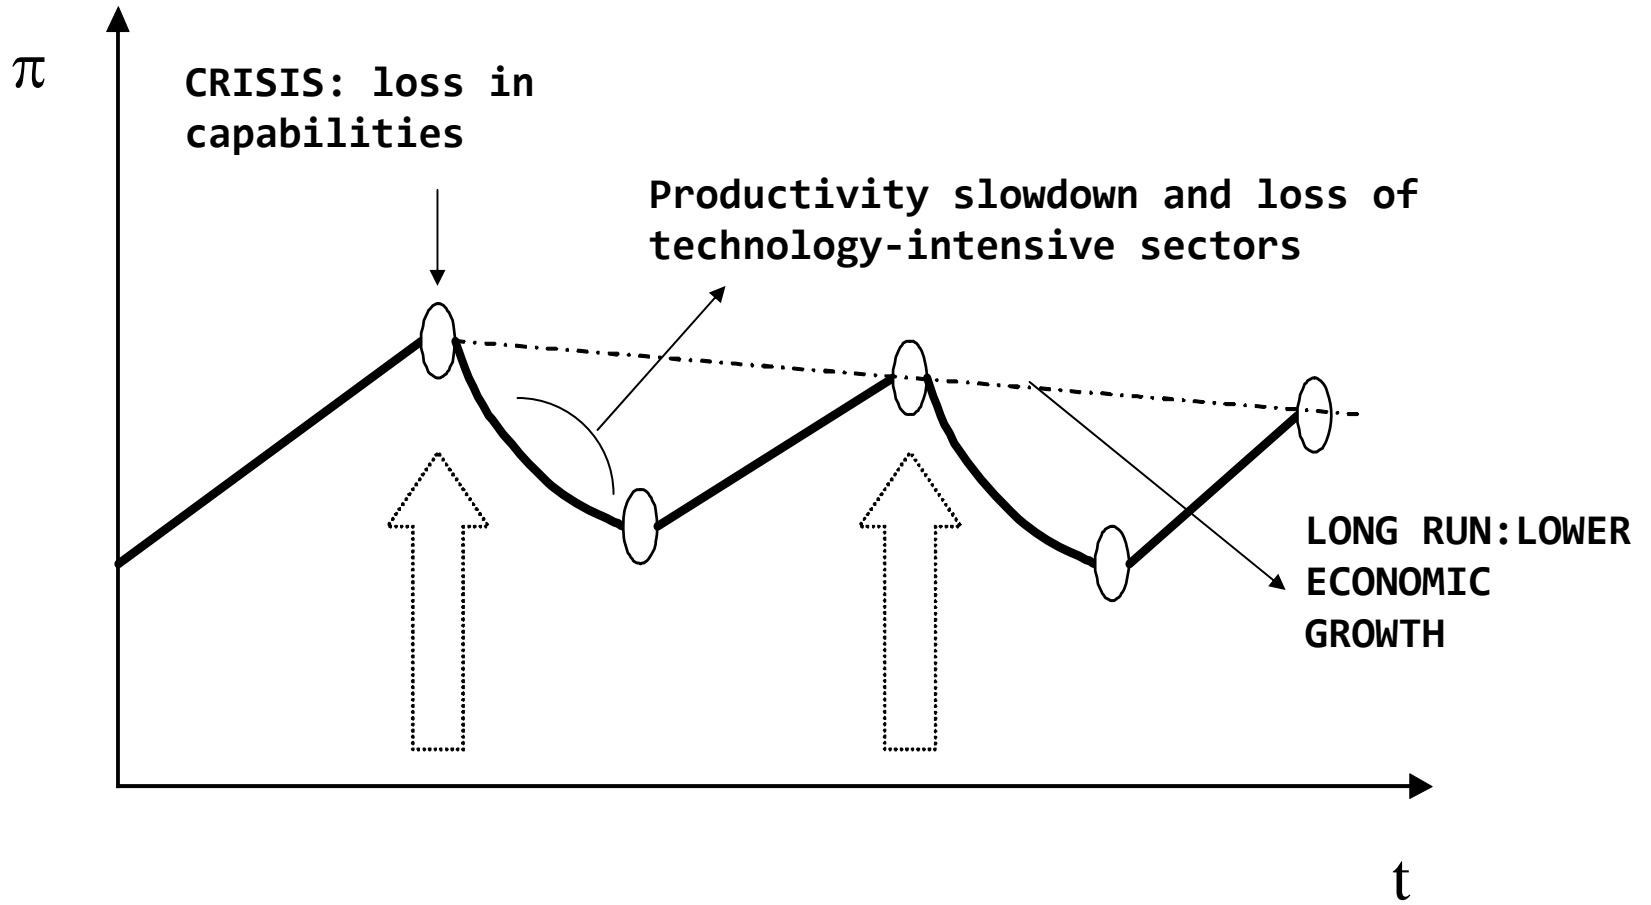 π
CRISIS: loss in
capabilities
Productivity slowdown and loss of
technology-intensive sectors
LONG RUN:LOWER
ECONOMIC
GROWTH
t